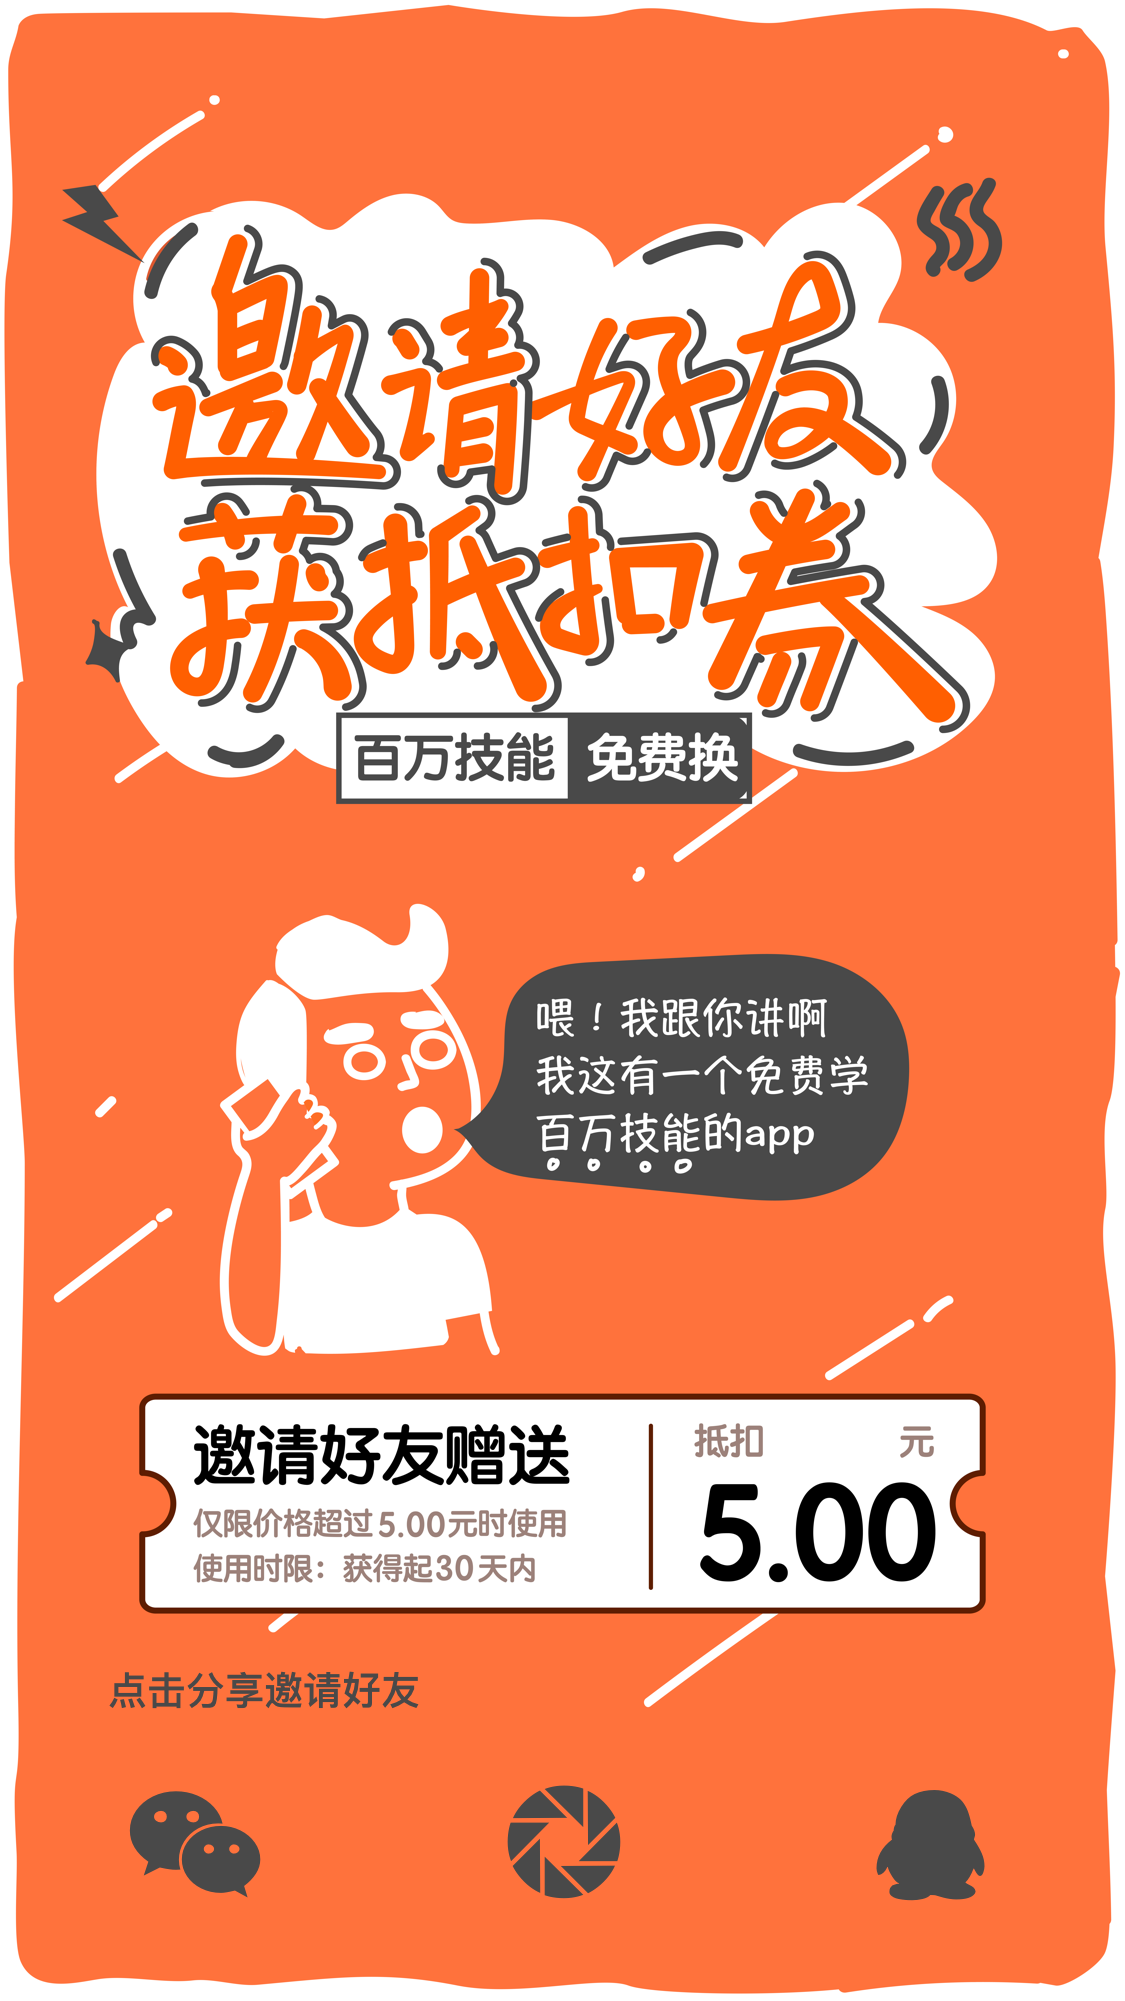 邀请好友
获抵扣券
百万技能 免费换
喂！我跟你讲啊
我这有一个免费学
百万技能的app
邀请好友赠送
仅限价格超过5.00元时使用
使用时限：获得起30天内
抵扣 元
5.00
点击分享邀请好友